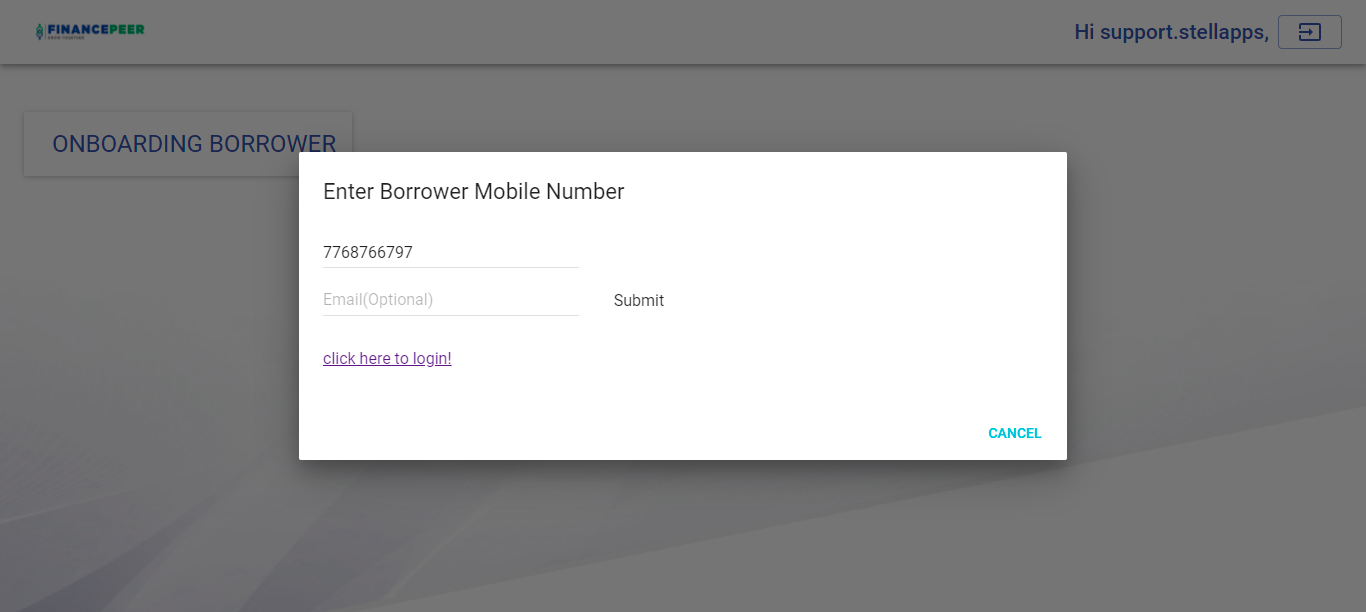 FINANCEPEER
Hi support.stellapps,
ONBOARDING BORROWER
Enter Borrower Mobile Number
7768766797
Email(Optional)
Submit
click here to login!
CANCEL